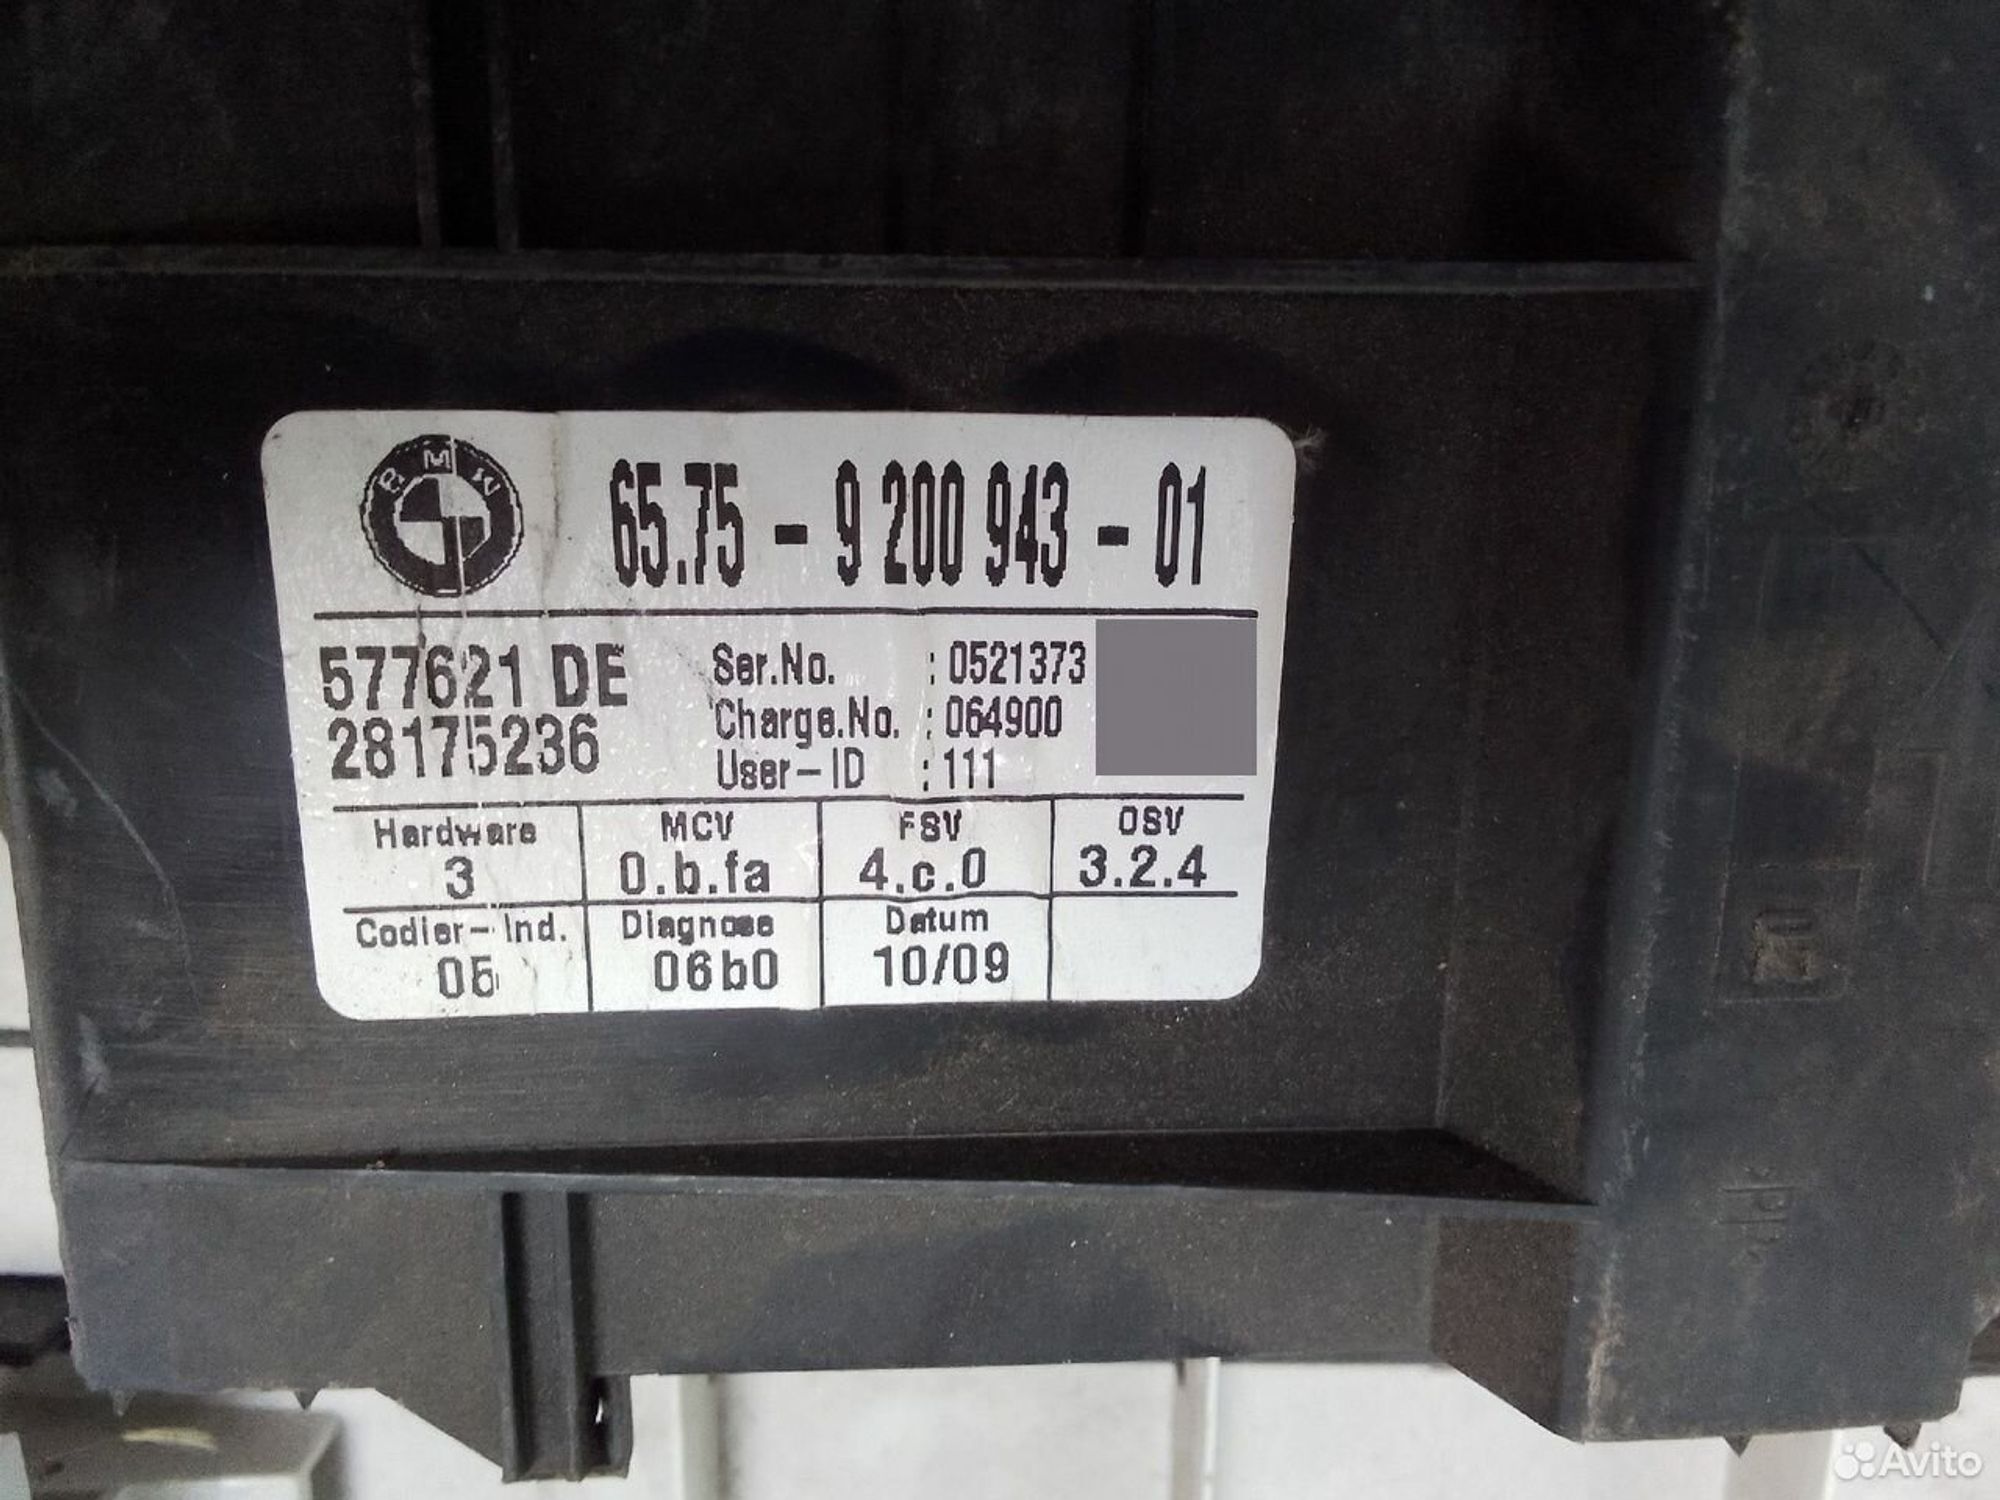 BMW
65.75 - 9 200 943 - 01
577621 DE
28175236
Ser.No. : 0521373
Charge.No. : 064900
User-ID : 111
Hardware MCV FSV OSV
3 0.b.fa 4.c.0 3.2.4
Codier-Ind. Diagnose Datum
05 06b0 10/09
Avito